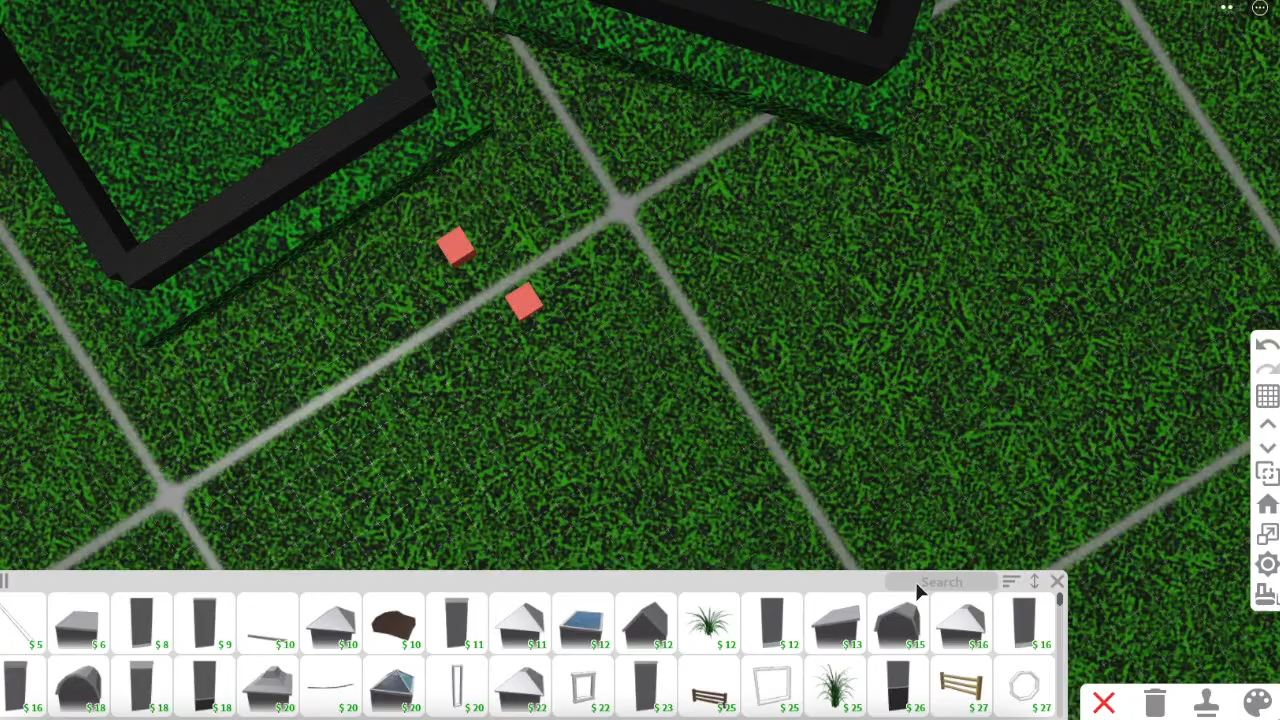 Search
$ 5 $ 6 $ 8 $ 9 $ 10 $ 10 $ 10 $ 11 $ 11 $ 12 $ 12 $ 12 $ 12 $ 13 $ 15 $ 16 $ 16
$ 16 $ 18 $ 18 $ 18 $ 20 $ 20 $ 20 $ 20 $ 22 $ 22 $ 23 $ 25 $ 25 $ 25 $ 26 $ 27 $ 27